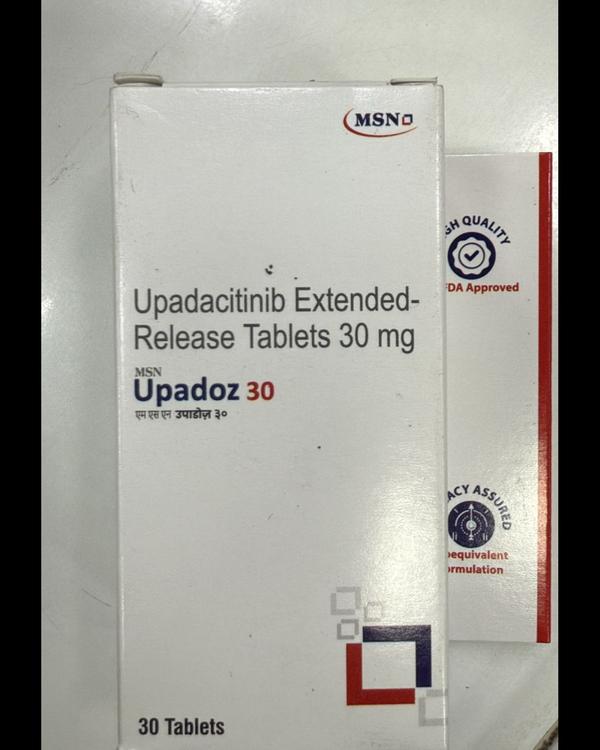 MSN
Upadacitinib Extended-
Release Tablets 30 mg
MSN
Upadoz 30
एम एस एन उपाडोज़ ३०
30 Tablets
GH QUALITY
FDA Approved
ACY ASSURED
oequivalent
ormulation